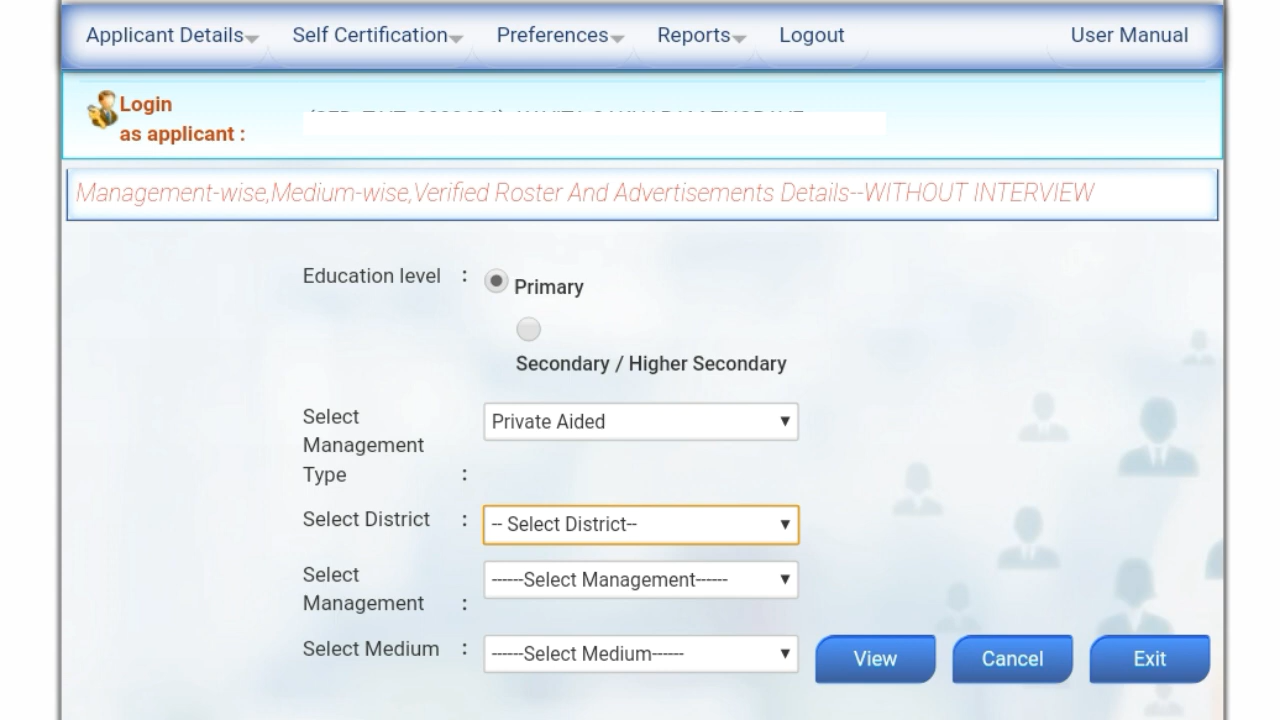 Applicant Details Self Certification Preferences Reports Logout User Manual
Login
as applicant :
Management-wise,Medium-wise,Verified Roster And Advertisements Details--WITHOUT INTERVIEW
Education level : Primary
Secondary / Higher Secondary
Select Management Type : Private Aided
Select District : -- Select District--
Select Management : ------Select Management------
Select Medium : ------Select Medium------
View Cancel Exit